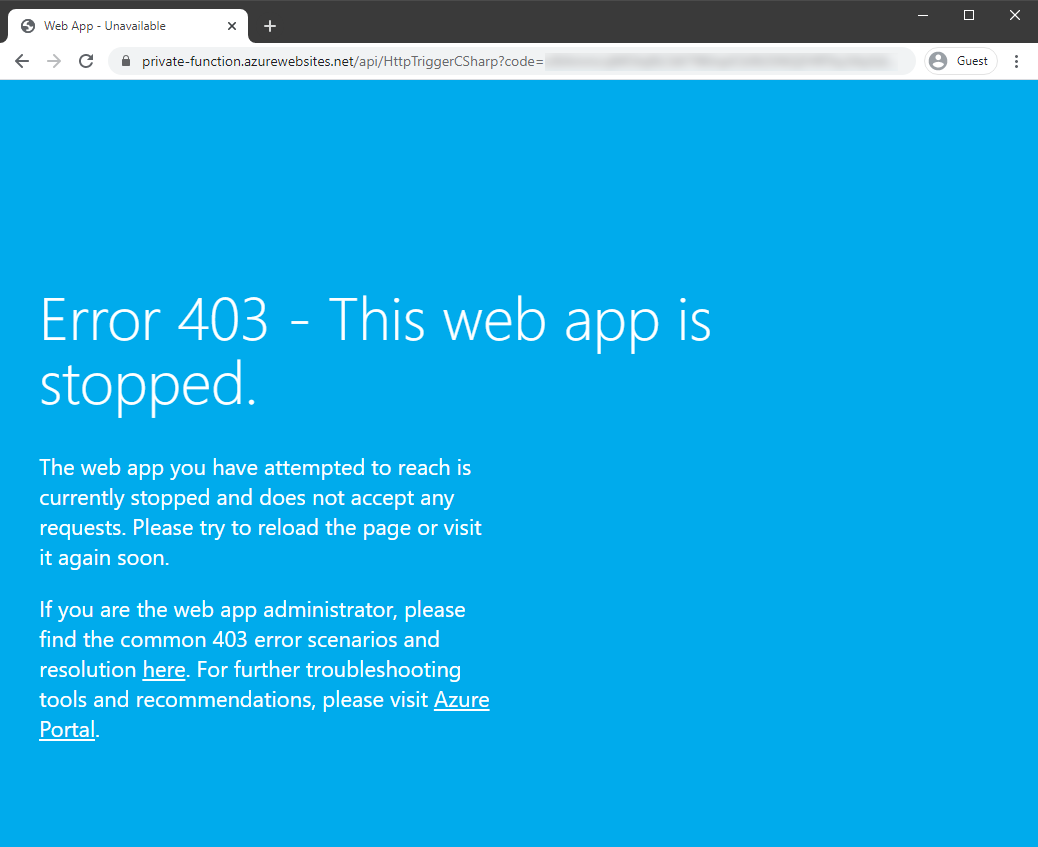 Web App - Unavailable
private-function.azurewebsites.net/api/HttpTriggerCSharp?code=
Guest
Error 403 - This web app is
stopped.
The web app you have attempted to reach is
currently stopped and does not accept any
requests. Please try to reload the page or visit
it again soon.
If you are the web app administrator, please
find the common 403 error scenarios and
resolution here. For further troubleshooting
tools and recommendations, please visit Azure
Portal.